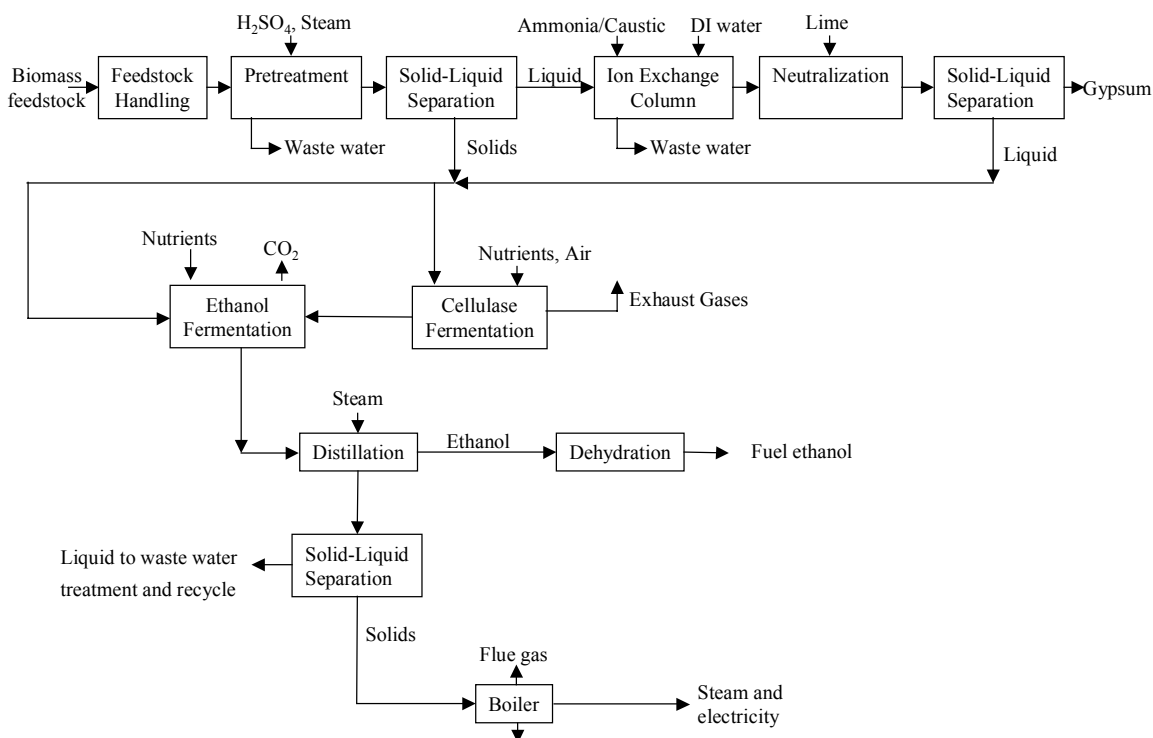 H₂SO₄, Steam
Ammonia/Caustic
DI water
Lime
Biomass
feedstock
Feedstock
Handling
Pretreatment
Solid-Liquid
Separation
Liquid
Ion Exchange
Column
Neutralization
Solid-Liquid
Separation
Gypsum
Waste water
Solids
Waste water
Liquid
Nutrients
CO₂
Nutrients, Air
Ethanol
Fermentation
Cellulase
Fermentation
Exhaust Gases
Steam
Distillation
Ethanol
Dehydration
Fuel ethanol
Liquid to waste water
treatment and recycle
Solid-Liquid
Separation
Solids
Flue gas
Boiler
Steam and
electricity